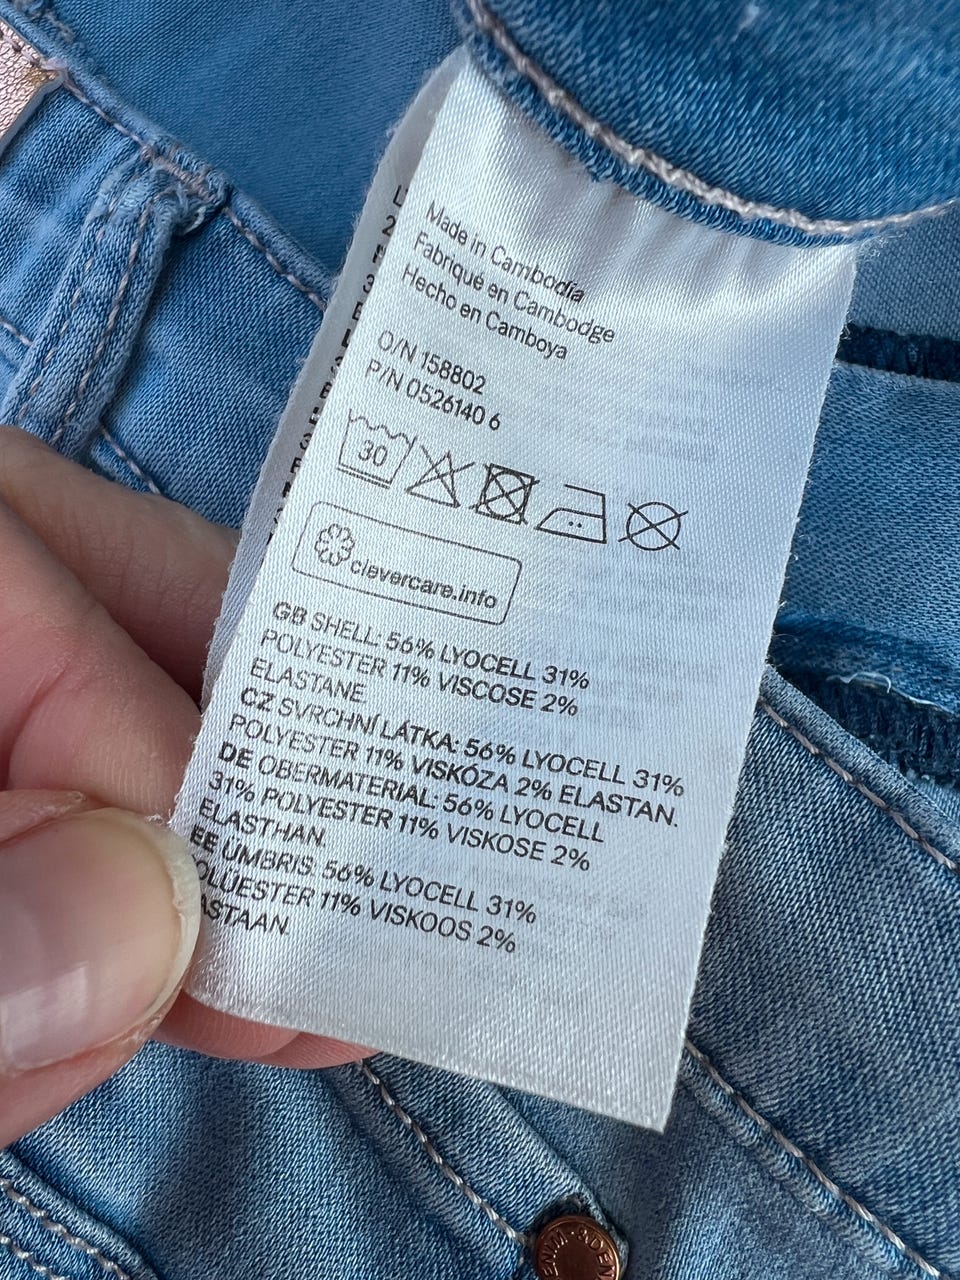 Made in Cambodia
Fabriqué en Cambodge
Hecho en Camboya
O/N 158802
P/N 0526140 6
30
clevercare.info
GB SHELL: 56% LYOCELL 31%
POLYESTER 11% VISCOSE 2%
ELASTANE
CZ SVRCHNÍ LÁTKA: 56% LYOCELL 31%
POLYESTER 11% VISKÓZA 2% ELASTAN.
DE OBERMATERIAL: 56% LYOCELL
31% POLYESTER 11% VISKOSE 2%
ELASTHAN.
EE ÜMBRIS: 56% LYOCELL 31%
OLÜESTER 11% VISKOOS 2%
ASTAAN